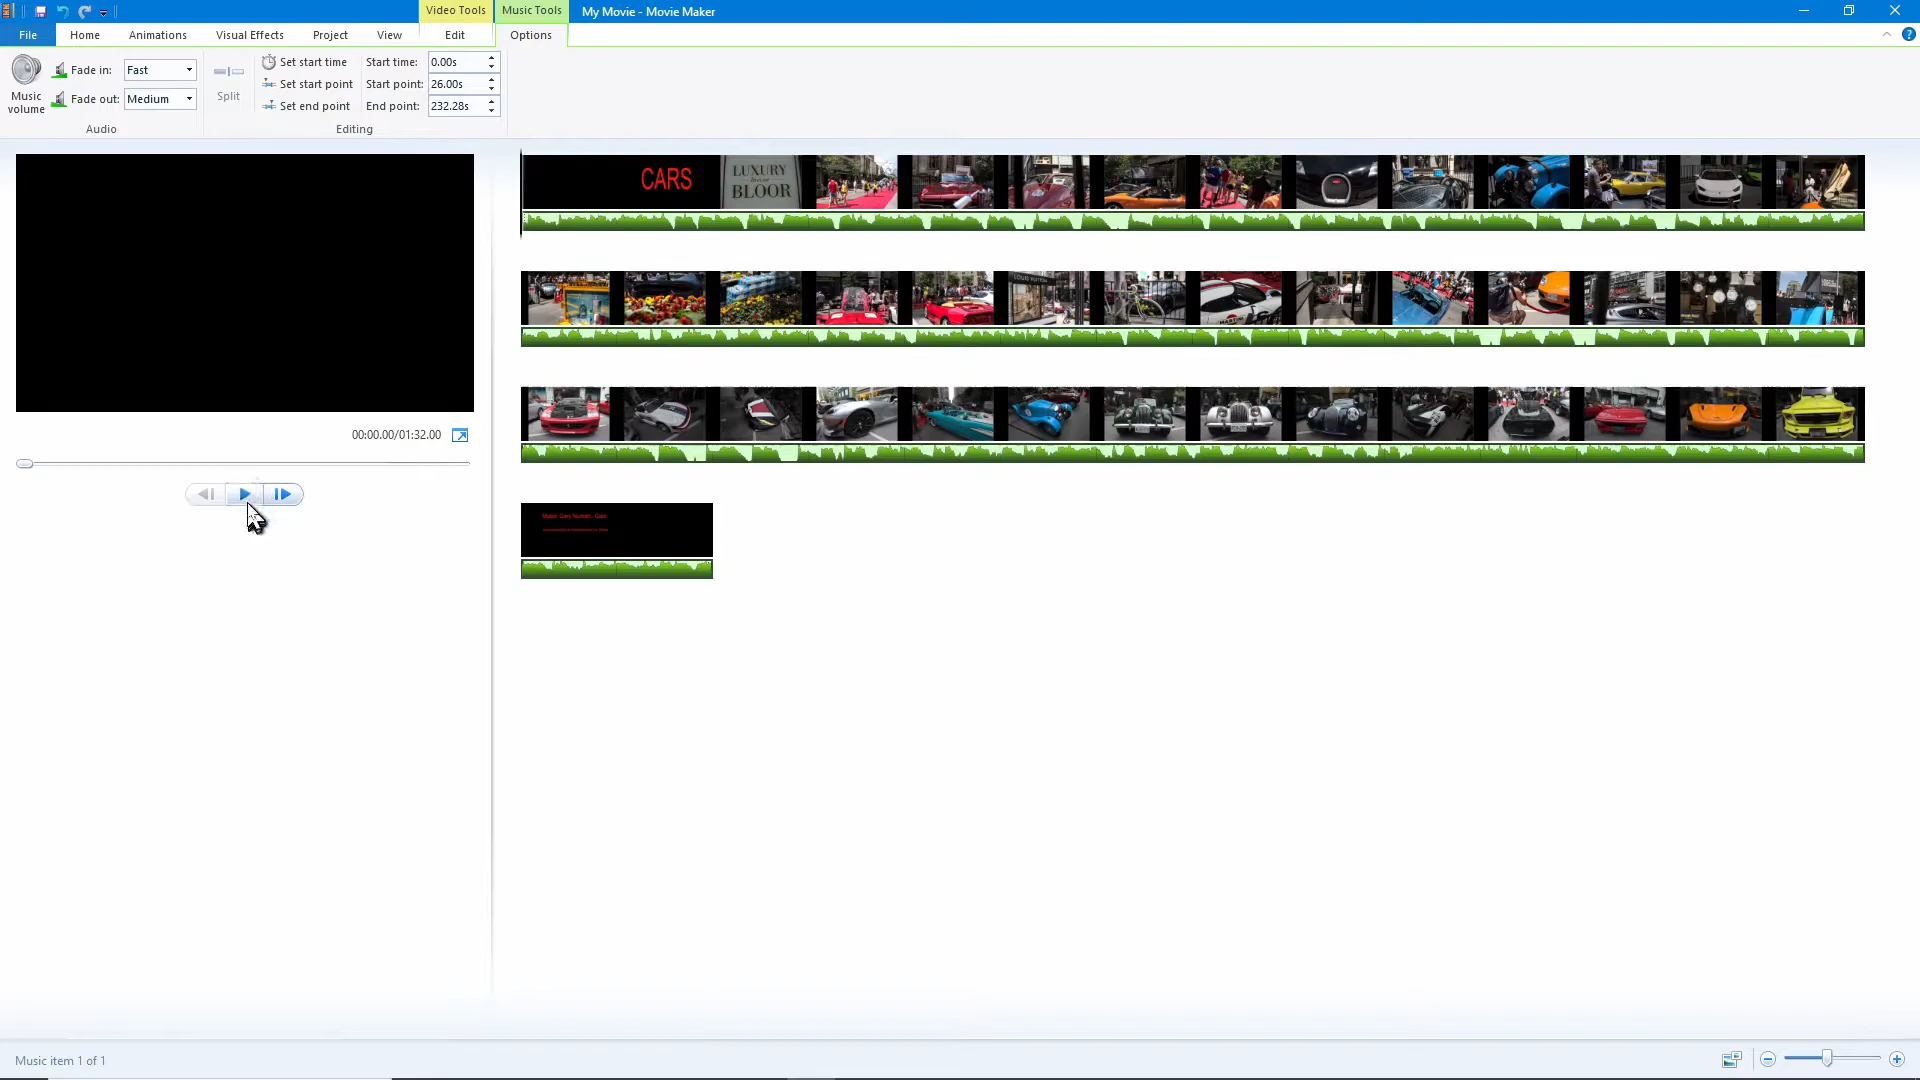 Video Tools
Music Tools
My Movie - Movie Maker
File
Home
Animations
Visual Effects
Project
View
Edit
Options
Music volume
Fade in:
Fast
Fade out:
Medium
Split
Set start time
Set start point
Set end point
Start time:
0.00s
Start point:
26.00s
End point:
232.28s
Audio
Editing
CARS
LUXURY
BLOOR
LOUIS VUITTON
00:00.00/01:32.00
Music item 1 of 1